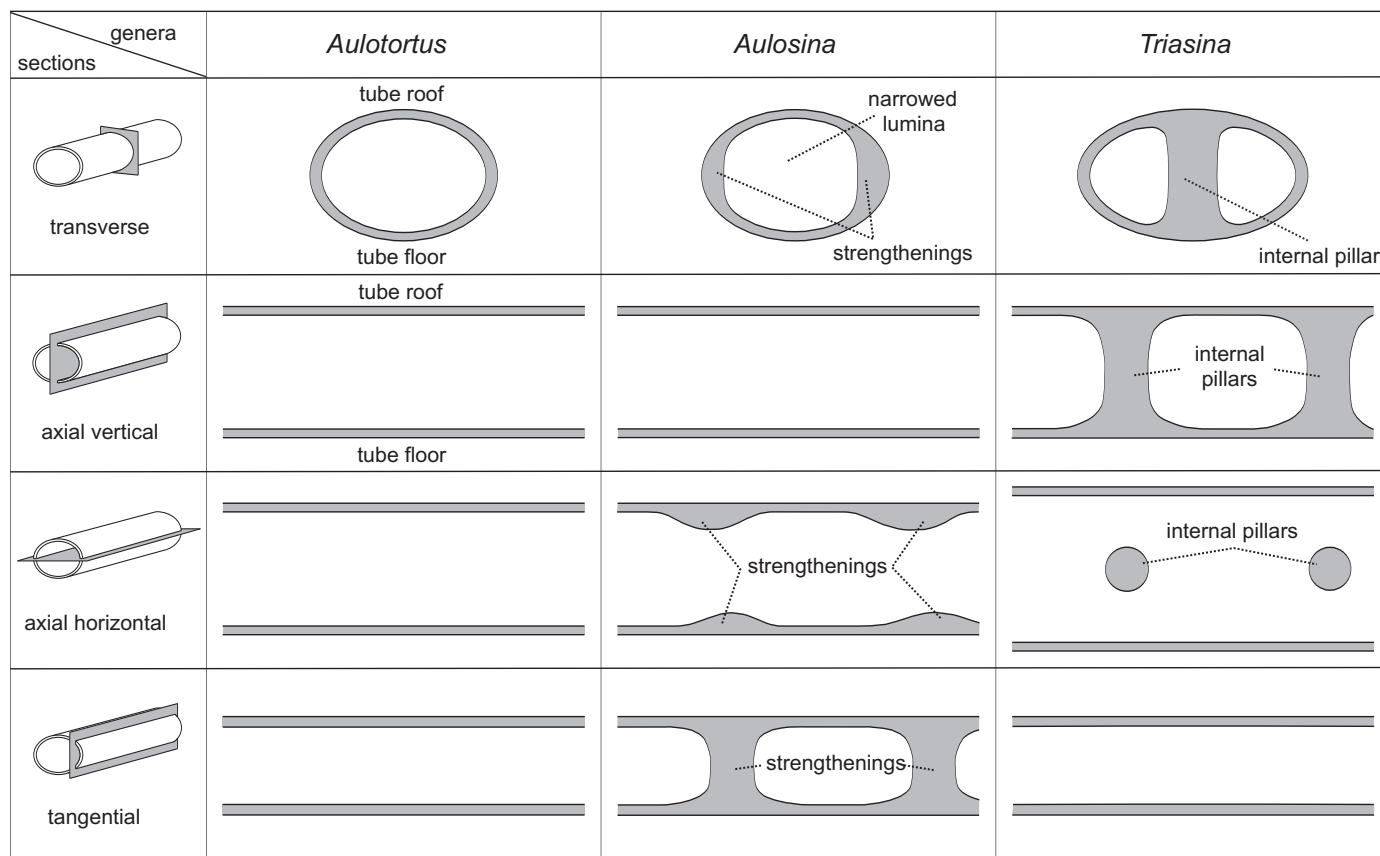 genera
sections
Aulotortus
Aulosina
Triasina
transverse
tube roof
tube floor
narrowed
lumina
strengthenings
internal pillar
axial vertical
tube roof
tube floor
internal
pillars
axial horizontal
strengthenings
internal pillars
tangential
strengthenings